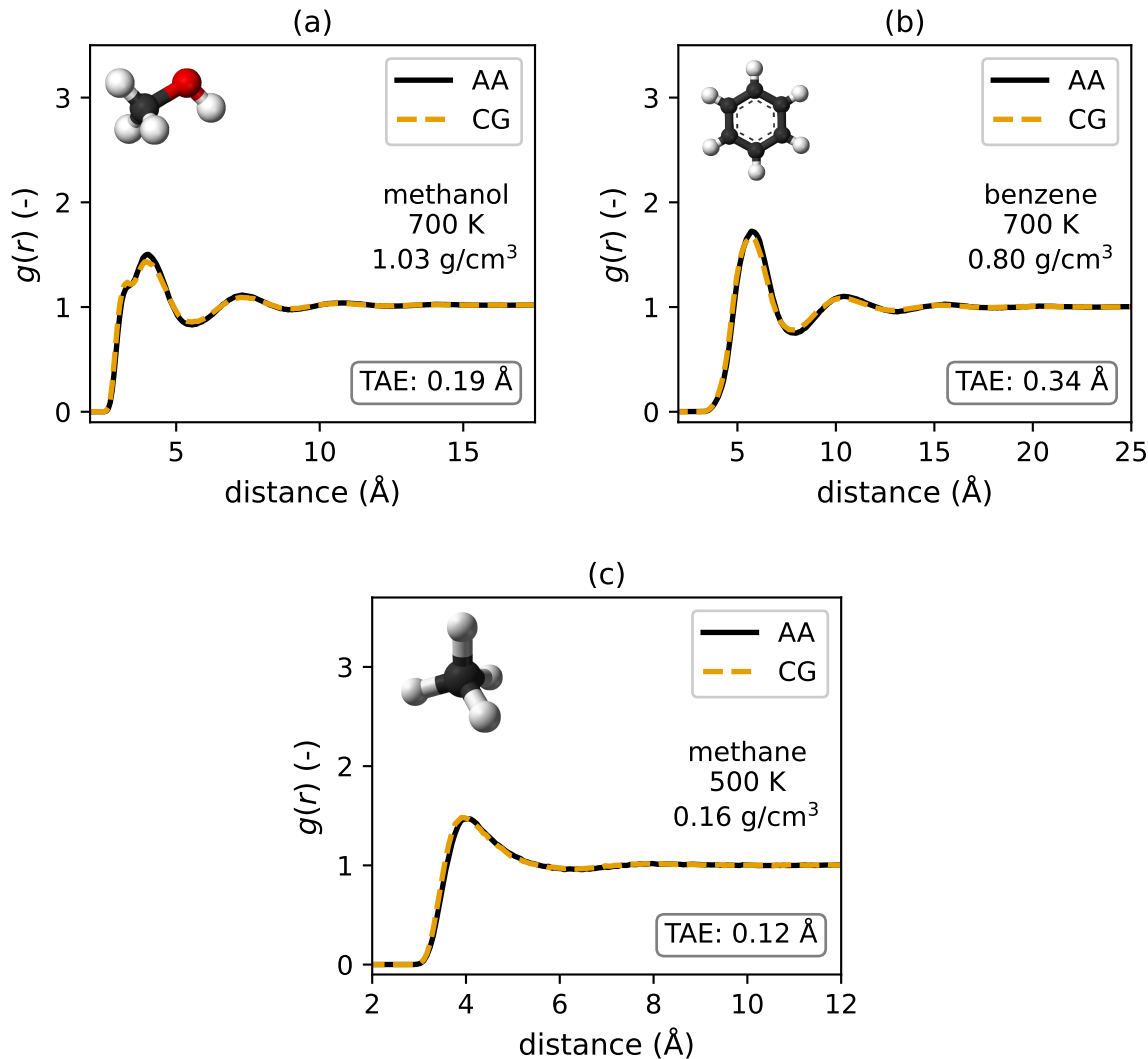 (a)
3
2
1
0
g(r) (-)
AA
CG
methanol
700 K
1.03 g/cm³
TAE: 0.19 Å
5 10 15
distance (Å)
(b)
3
2
1
0
g(r) (-)
AA
CG
benzene
700 K
0.80 g/cm³
TAE: 0.34 Å
5 10 15 20 25
distance (Å)
(c)
3
2
1
0
g(r) (-)
AA
CG
methane
500 K
0.16 g/cm³
TAE: 0.12 Å
2 4 6 8 10 12
distance (Å)